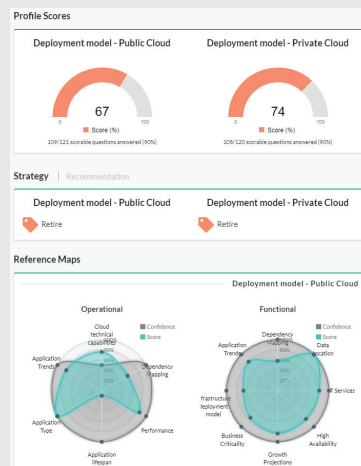 Profile Scores
Deployment model - Public Cloud
Deployment model - Private Cloud
67
74
0
100
0
100
Score (%)
Score (%)
109/121 scorable questions answered (90%)
108/120 scorable questions answered (90%)
Strategy | Recommendation
Deployment model - Public Cloud
Deployment model - Private Cloud
Retire
Retire
Reference Maps
Deployment model - Public Cloud
Operational
Functional
Confidence
Score
Confidence
Score
Cloud
technical
capabilities
Dependency
Mapping
Performance
Application
lifespan
Application
Type
Application
Trends
Dependency
Mapping
Data
Location
IT Services
High
Availability
Growth
Projections
Business
Criticality
frastructure
deployment
model
Application
Trends